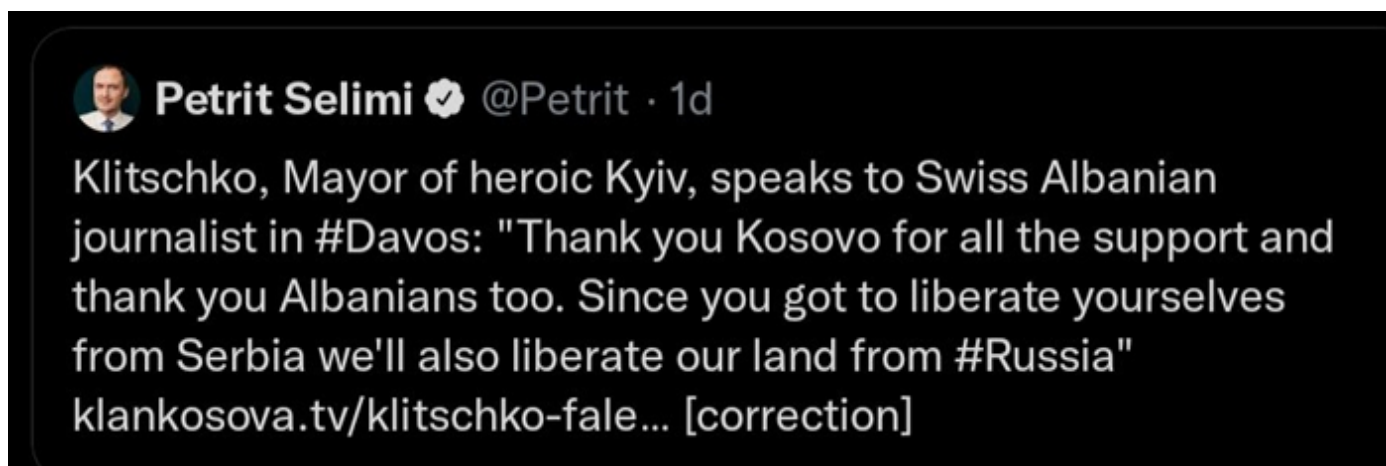 Petrit Selimi @Petrit · 1d
Klitschko, Mayor of heroic Kyiv, speaks to Swiss Albanian
journalist in #Davos: "Thank you Kosovo for all the support and
thank you Albanians too. Since you got to liberate yourselves
from Serbia we'll also liberate our land from #Russia"
klankosova.tv/klitschko-fale... [correction]